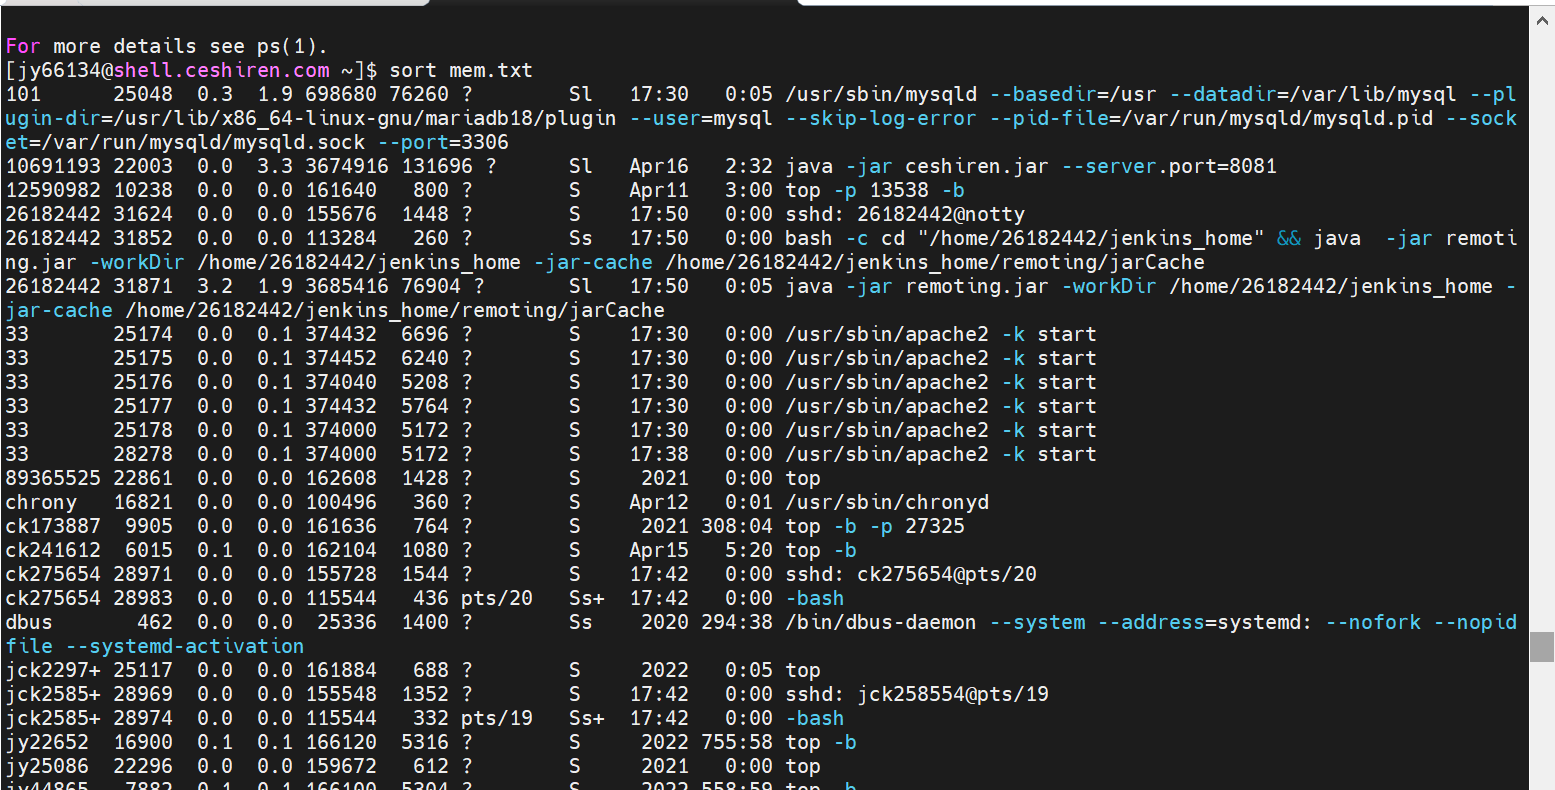 For more details see ps(1).
[jy66134@shell.ceshiren.com ~]$ sort mem.txt
101      25048  0.3  1.9 698680 76260 ?        Sl   17:30   0:05 /usr/sbin/mysqld --basedir=/usr --datadir=/var/lib/mysql --pl
ugin-dir=/usr/lib/x86_64-linux-gnu/mariadb18/plugin --user=mysql --skip-log-error --pid-file=/var/run/mysqld/mysqld.pid --sock
et=/var/run/mysqld/mysqld.sock --port=3306
10691193 22003  0.0  3.3 3674916 131696 ?      Sl   Apr16   2:32 java -jar ceshiren.jar --server.port=8081
12590982 10238  0.0  0.0 161640   800 ?        S    Apr11   3:00 top -p 13538 -b
26182442 31624  0.0  0.0 155676  1448 ?        S    17:50   0:00 sshd: 26182442@notty
26182442 31852  0.0  0.0 113284   260 ?        Ss   17:50   0:00 bash -c cd "/home/26182442/jenkins_home" && java  -jar remoti
ng.jar -workDir /home/26182442/jenkins_home -jar-cache /home/26182442/jenkins_home/remoting/jarCache
26182442 31871  3.2  1.9 3685416 76904 ?       Sl   17:50   0:05 java -jar remoting.jar -workDir /home/26182442/jenkins_home -
jar-cache /home/26182442/jenkins_home/remoting/jarCache
33       25174  0.0  0.1 374432  6696 ?        S    17:30   0:00 /usr/sbin/apache2 -k start
33       25175  0.0  0.1 374452  6240 ?        S    17:30   0:00 /usr/sbin/apache2 -k start
33       25176  0.0  0.1 374040  5208 ?        S    17:30   0:00 /usr/sbin/apache2 -k start
33       25177  0.0  0.1 374432  5764 ?        S    17:30   0:00 /usr/sbin/apache2 -k start
33       25178  0.0  0.1 374000  5172 ?        S    17:30   0:00 /usr/sbin/apache2 -k start
33       28278  0.0  0.1 374000  5172 ?        S    17:38   0:00 /usr/sbin/apache2 -k start
89365525 22861  0.0  0.0 162608  1428 ?        S     2021   0:00 top
chrony   16821  0.0  0.0 100496   360 ?        S    Apr12   0:01 /usr/sbin/chronyd
ck173887  9905  0.0  0.0 161636   764 ?        S     2021 308:04 top -b -p 27325
ck241612  6015  0.1  0.0 162104  1080 ?        S    Apr15   5:20 top -b
ck275654 28971  0.0  0.0 155728  1544 ?        S    17:42   0:00 sshd: ck275654@pts/20
ck275654 28983  0.0  0.0 115544   436 pts/20   Ss+  17:42   0:00 -bash
dbus       462  0.0  0.0  25336  1400 ?        Ss    2020 294:38 /bin/dbus-daemon --system --address=systemd: --nofork --nopid
file --systemd-activation
jck2297+ 25117  0.0  0.0 161884   688 ?        S     2022   0:05 top
jck2585+ 28969  0.0  0.0 155548  1352 ?        S    17:42   0:00 sshd: jck258554@pts/19
jck2585+ 28974  0.0  0.0 115544   332 pts/19   Ss+  17:42   0:00 -bash
jy22652  16900  0.1  0.1 166120  5316 ?        S     2022 755:58 top -b
jy25086  22296  0.0  0.0 159672   612 ?        S     2021   0:00 top
jy44865   7882  0.1  0.1 166100  5304 ?        S     2022 558:59 top -b